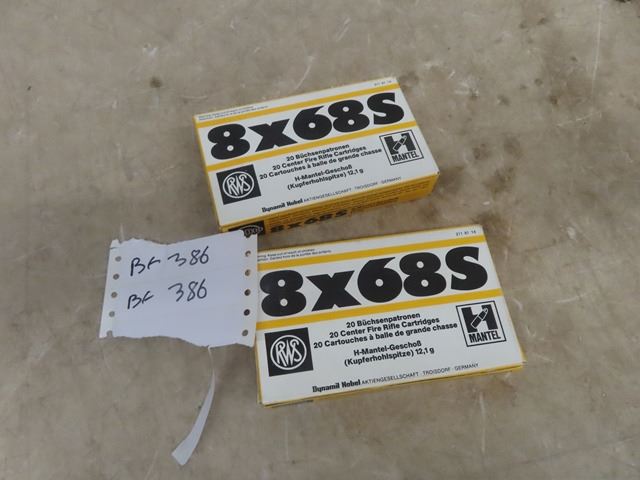 8x68S
20 Büchsenpatronen
20 Center Fire Rifle Cartridges
20 Cartouches à balle de grande chasse
H-Mantel-Geschoß
(Kupferhohlspitze) 12,1 g
H
MANTEL
RWS
Dynamit Nobel AKTIENGESELLSCHAFT · TROISDORF · GERMANY
8x68S
BF 386
BF 386
8x68S
20 Büchsenpatronen
20 Center Fire Rifle Cartridges
20 Cartouches à balle de grande chasse
H-Mantel-Geschoß
(Kupferhohlspitze) 12,1 g
H
MANTEL
RWS
Dynamit Nobel AKTIENGESELLSCHAFT · TROISDORF · GERMANY